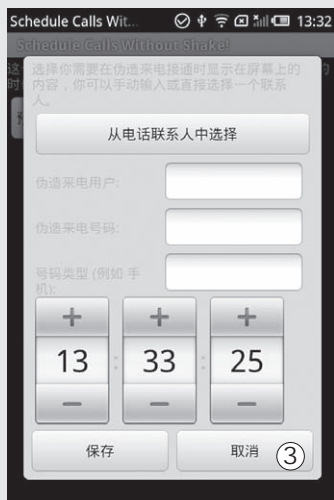 Schedule Calls Wit... 13:32
Schedule Calls Without Shake!
选择你需要在伪造来电接通时显示在屏幕上的
内容，你可以手动输入或直接选择一个联系
人。
从电话联系人中选择
伪造来电用户:
伪造来电号码:
号码类型 (例如 手
机):
+ + +
13 : 33 : 25
− − −
保存 取消 ③